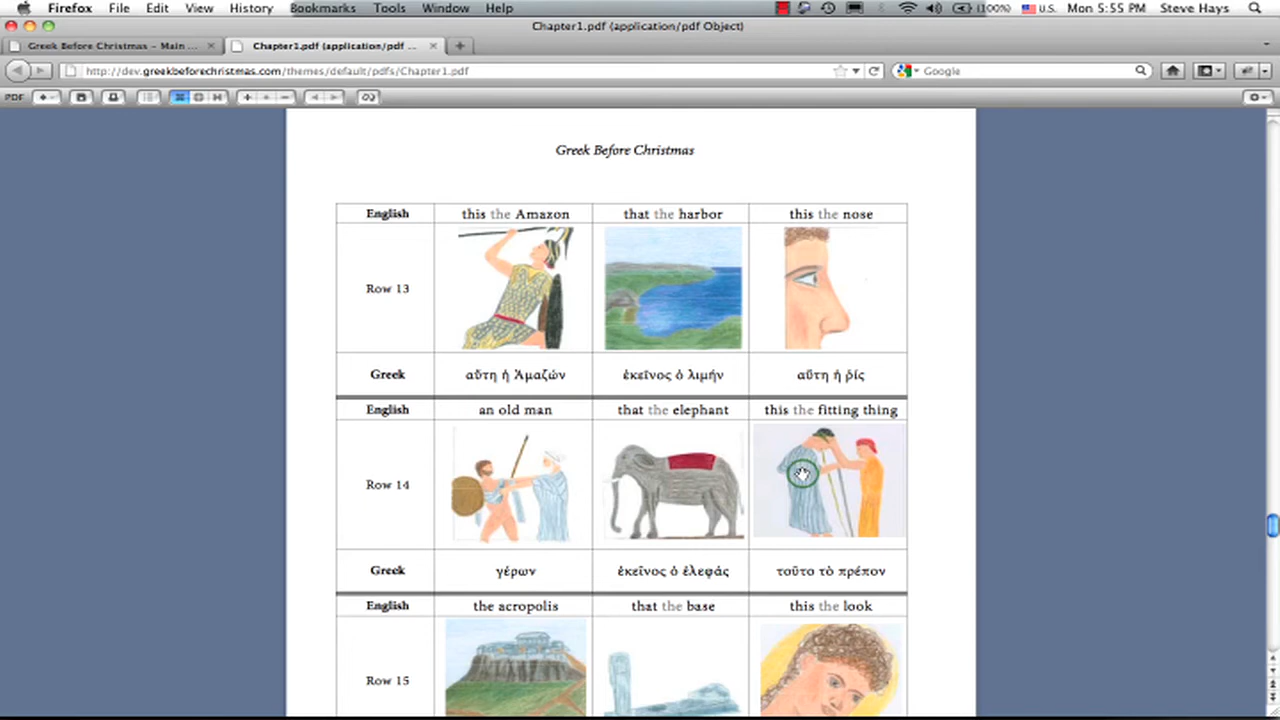 Firefox File Edit View History Bookmarks Tools Window Help (100%) U.S. Mon 5:55 PM Steve Hays
Chapter1.pdf (application/pdf Object)
Greek Before Christmas – Main ... Chapter1.pdf (application/pdf ...
http://dev.greekbeforechristmas.com/themes/default/pdfs/Chapter1.pdf Google
PDF
Greek Before Christmas
English this the Amazon that the harbor this the nose
Row 13
Greek αὕτη ἡ Ἀμαζών ἐκεῖνος ὁ λιμήν αὕτη ἡ ῥίς
English an old man that the elephant this the fitting thing
Row 14
Greek γέρων ἐκεῖνος ὁ ἐλεφάς τοῦτο τὸ πρέπον
English the acropolis that the base this the look
Row 15